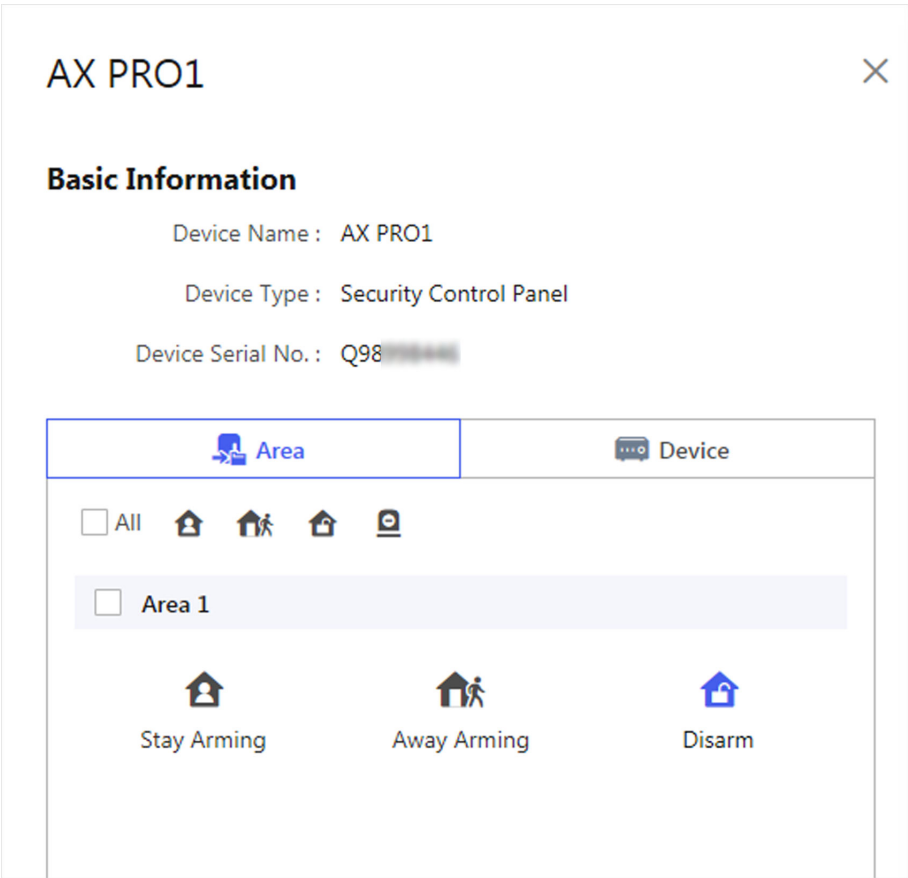 AX PRO1
Basic Information
Device Name : AX PRO1
Device Type : Security Control Panel
Device Serial No. : Q98
Area Device
All
Area 1
Stay Arming Away Arming Disarm